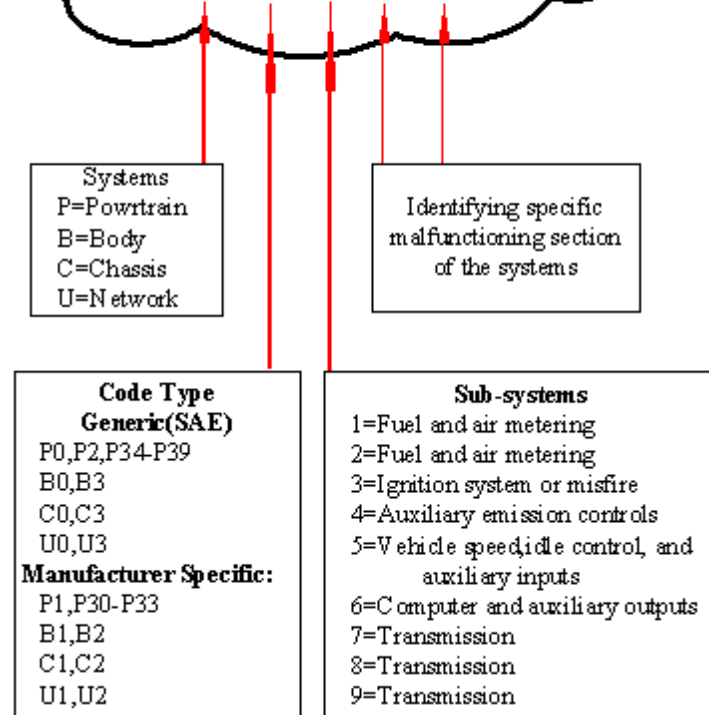 Systems
P=Powrtrain
B=Body
C=Chassis
U=Network
Identifying specific
malfunctioning section
of the systems
Code Type
Generic(SAE)
P0,P2,P34-P39
B0,B3
C0,C3
U0,U3
Manufacturer Specific:
P1,P30-P33
B1,B2
C1,C2
U1,U2
Sub-systems
1=Fuel and air metering
2=Fuel and air metering
3=Ignition system or misfire
4=Auxiliary emission controls
5=Vehicle speed,idle control, and
auxiliary inputs
6=Computer and auxiliary outputs
7=Transmission
8=Transmission
9=Transmission